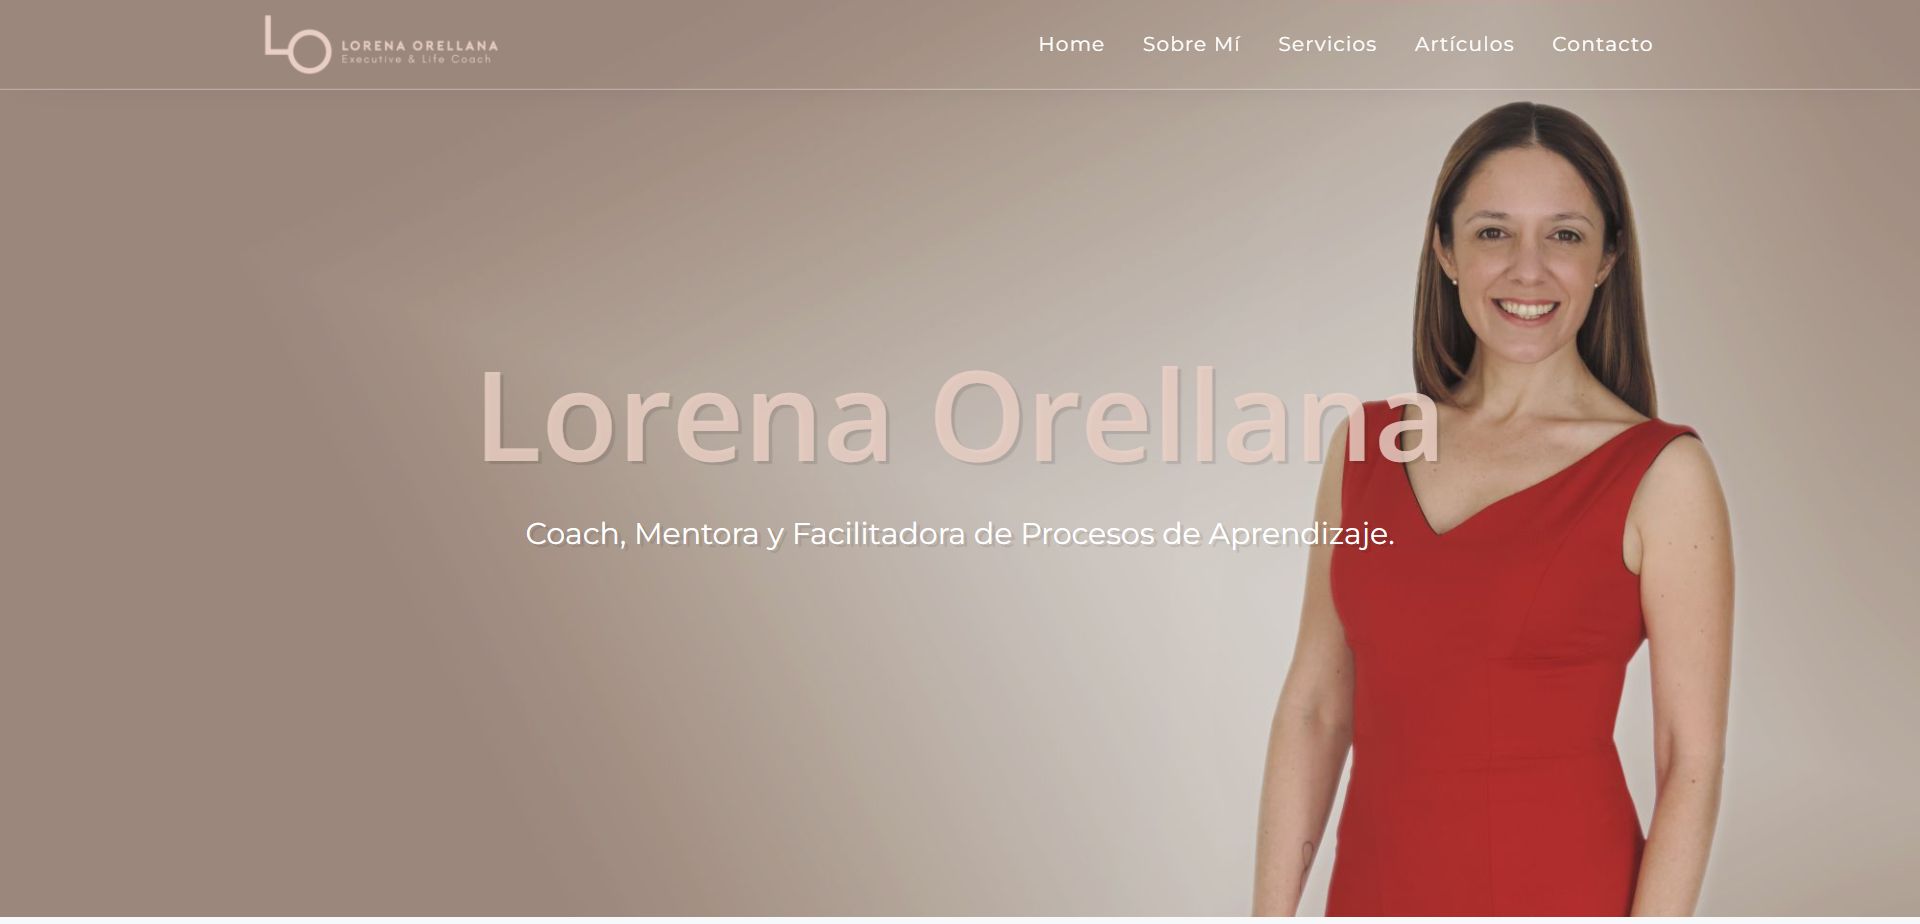 LORENA ORELLANA
Executive & Life Coach
Home Sobre Mí Servicios Artículos Contacto
Lorena Orellana
Coach, Mentora y Facilitadora de Procesos de Aprendizaje.